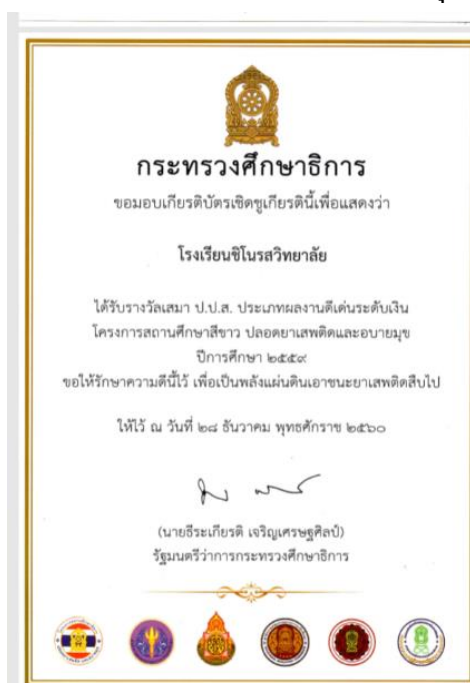 กระทรวงศึกษาธิการ
ขอมอบเกียรติบัตรเชิดชูเกียรตินี้เพื่อแสดงว่า
โรงเรียนชิโนรสวิทยาลัย
ได้รับรางวัลเสมา ป.ป.ส. ประเภทผลงานดีเด่นระดับเงิน
โครงการสถานศึกษาสีขาว ปลอดยาเสพติดและอบายมุข
ปีการศึกษา ๒๕๕๙
ขอให้รักษาความดีนี้ไว้ เพื่อเป็นพลังแผ่นดินเอาชนะยาเสพติดสืบไป
ให้ไว้ ณ วันที่ ๒๘ ธันวาคม พุทธศักราช ๒๕๖๐
(นายธีระเกียรติ เจริญเศรษฐศิลป์)
รัฐมนตรีว่าการกระทรวงศึกษาธิการ